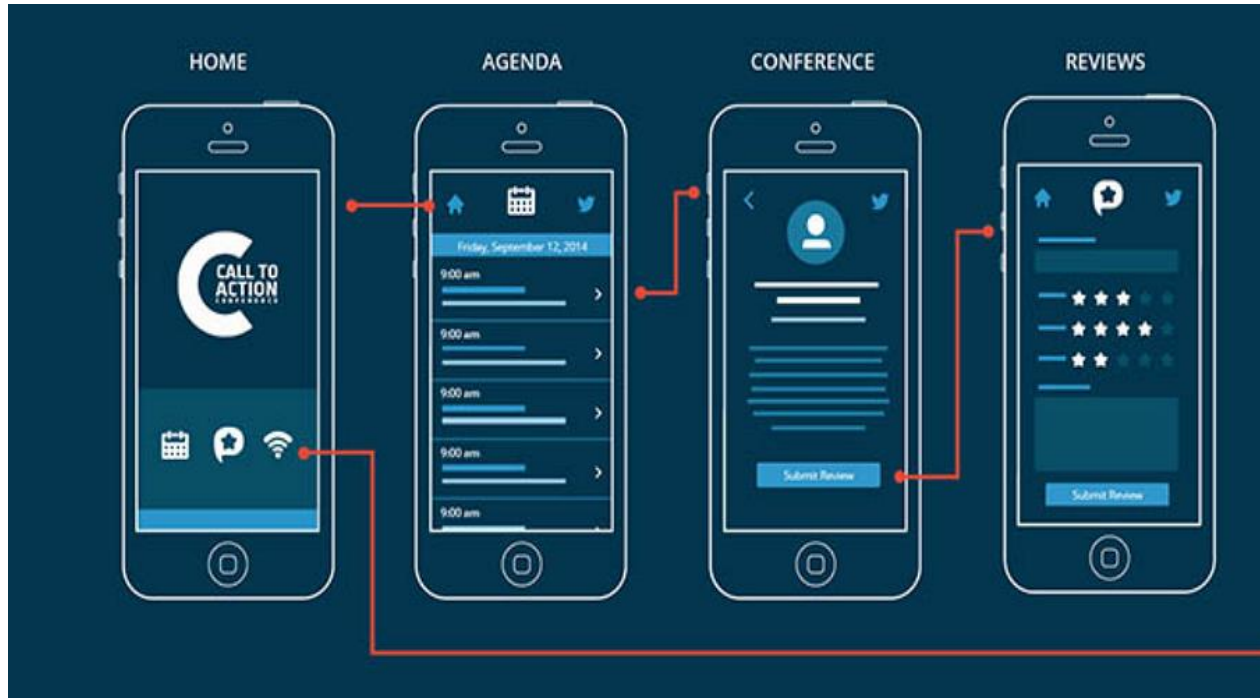 HOME
AGENDA
CONFERENCE
REVIEWS
CALL TO
ACTION
CONFERENCE
Friday, September 12, 2014
9:00 am
9:00 am
9:00 am
9:00 am
9:00 am
Submit Review
Submit Review